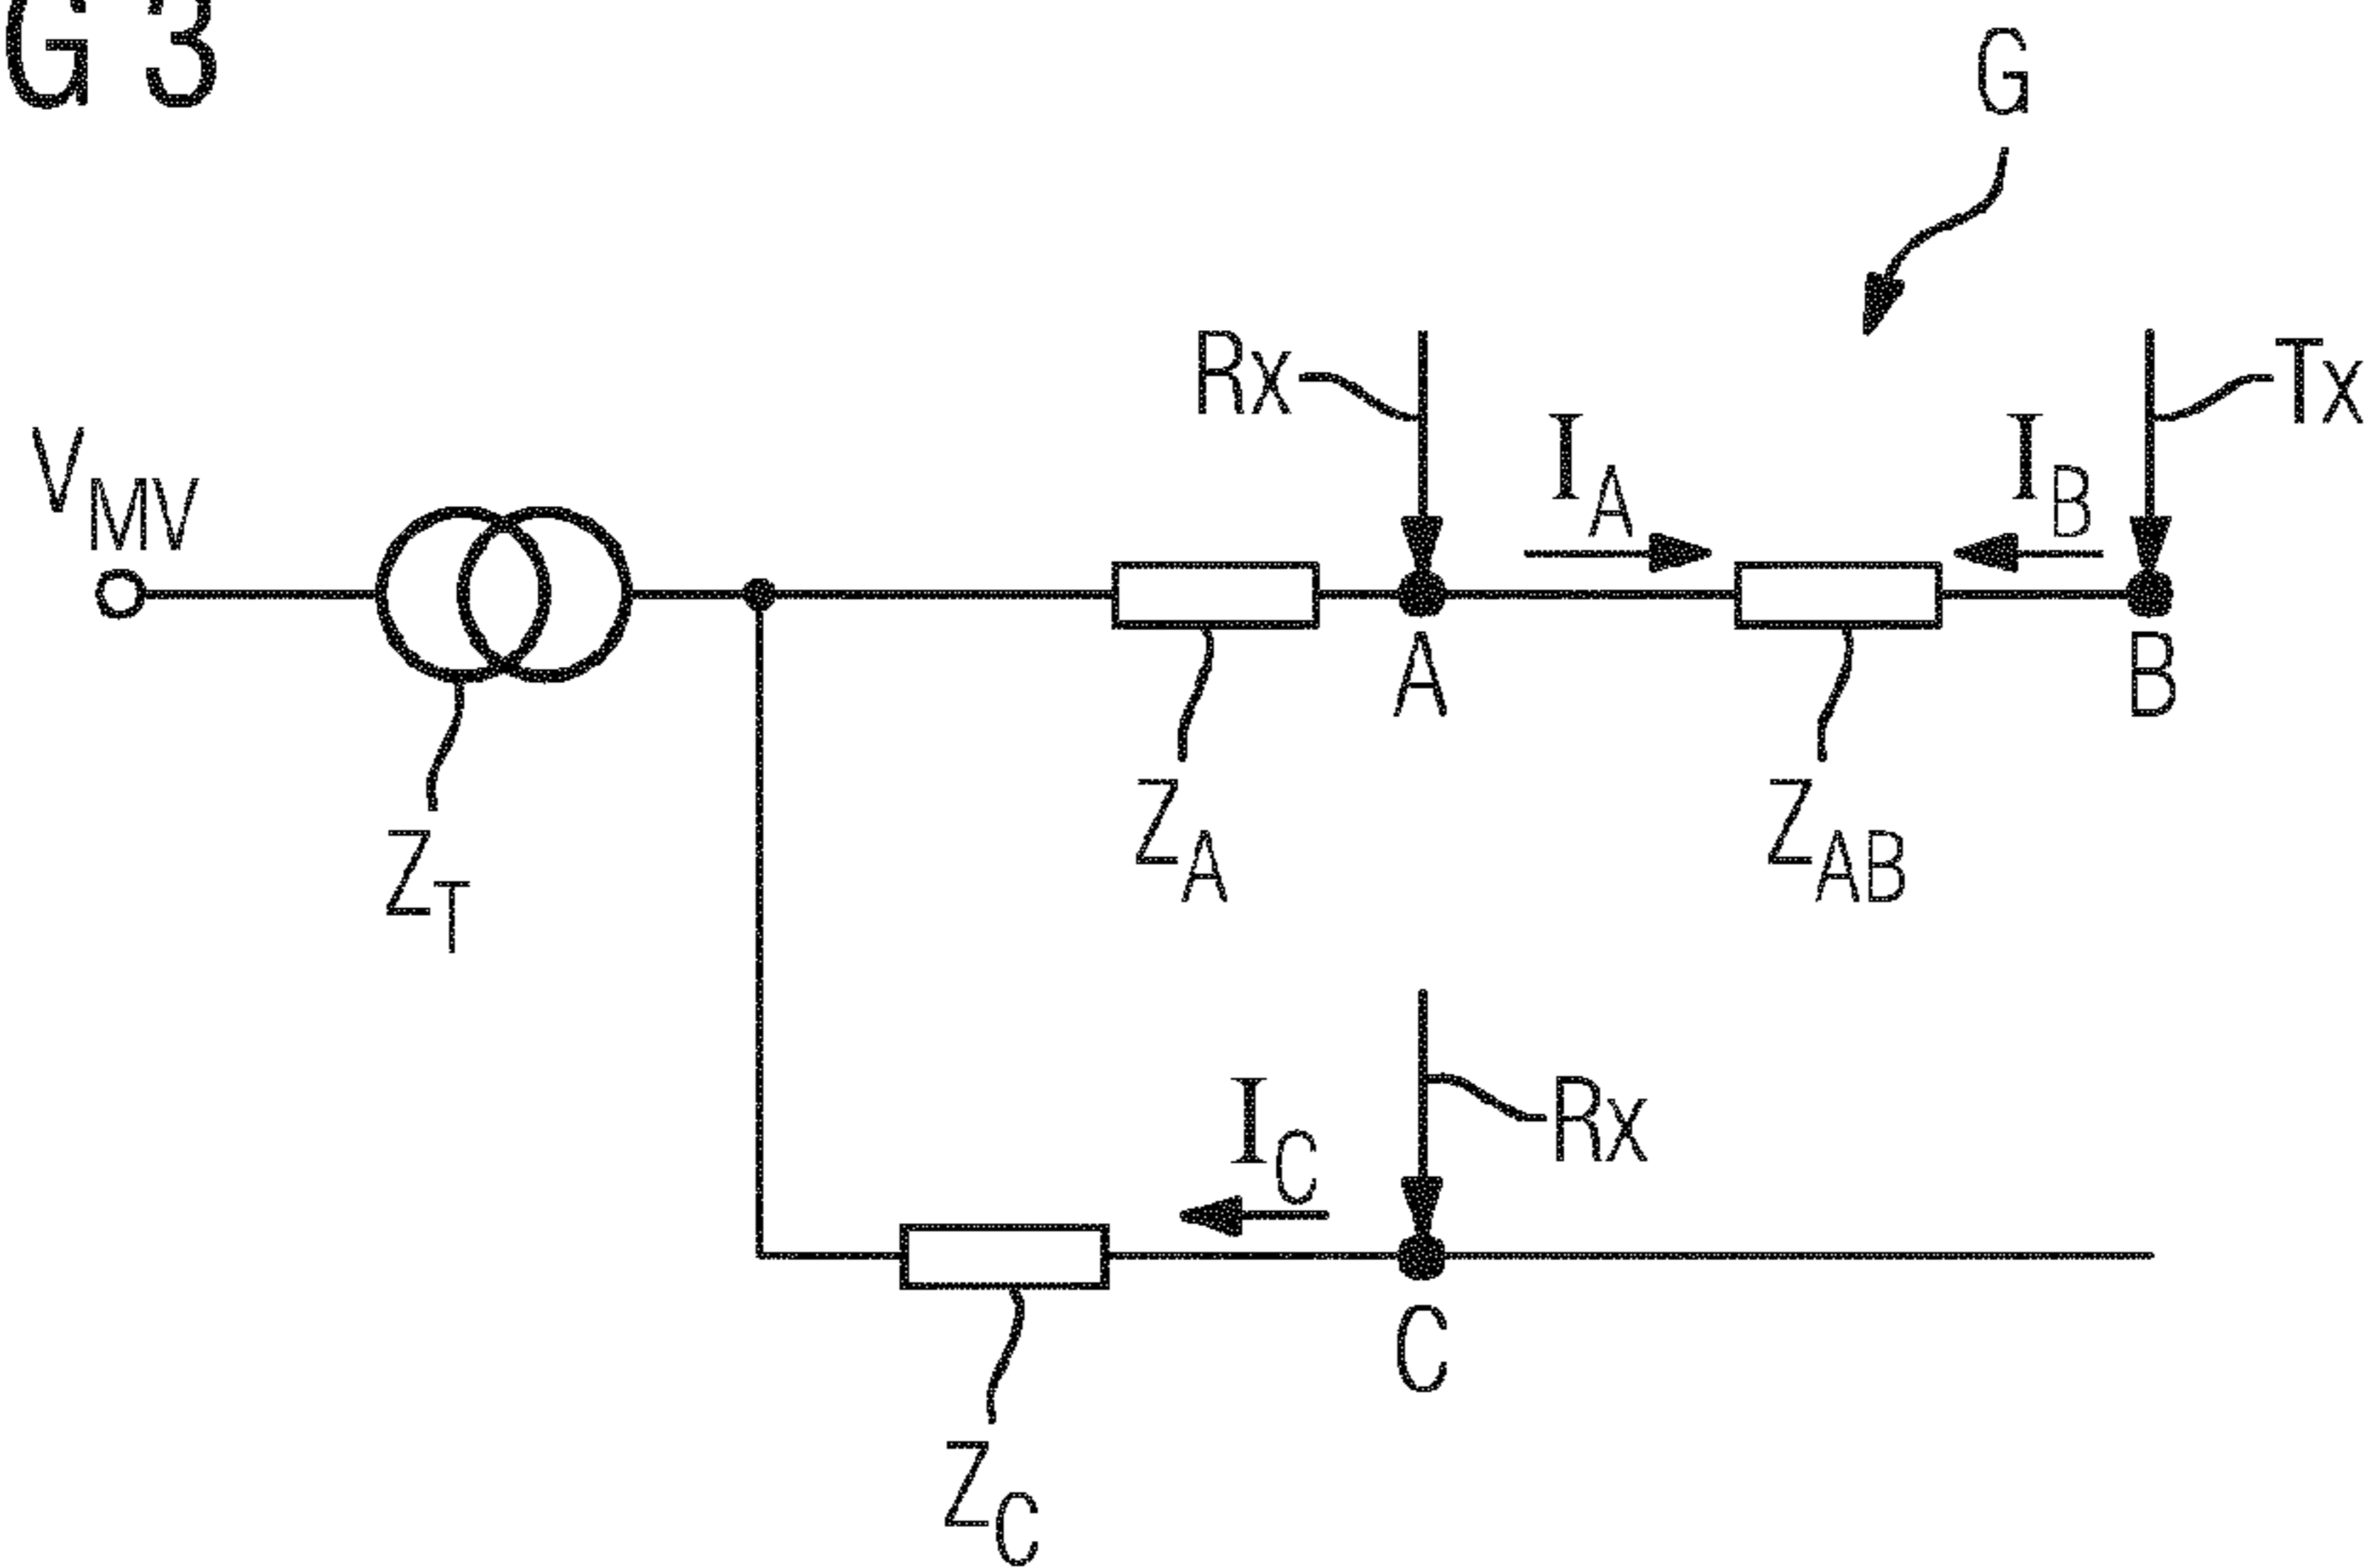 G 3
G
Rx
Tx
I_A
I_B
V_MV
A
B
Z_A
Z_AB
Z_T
I_C
Rx
C
Z_C